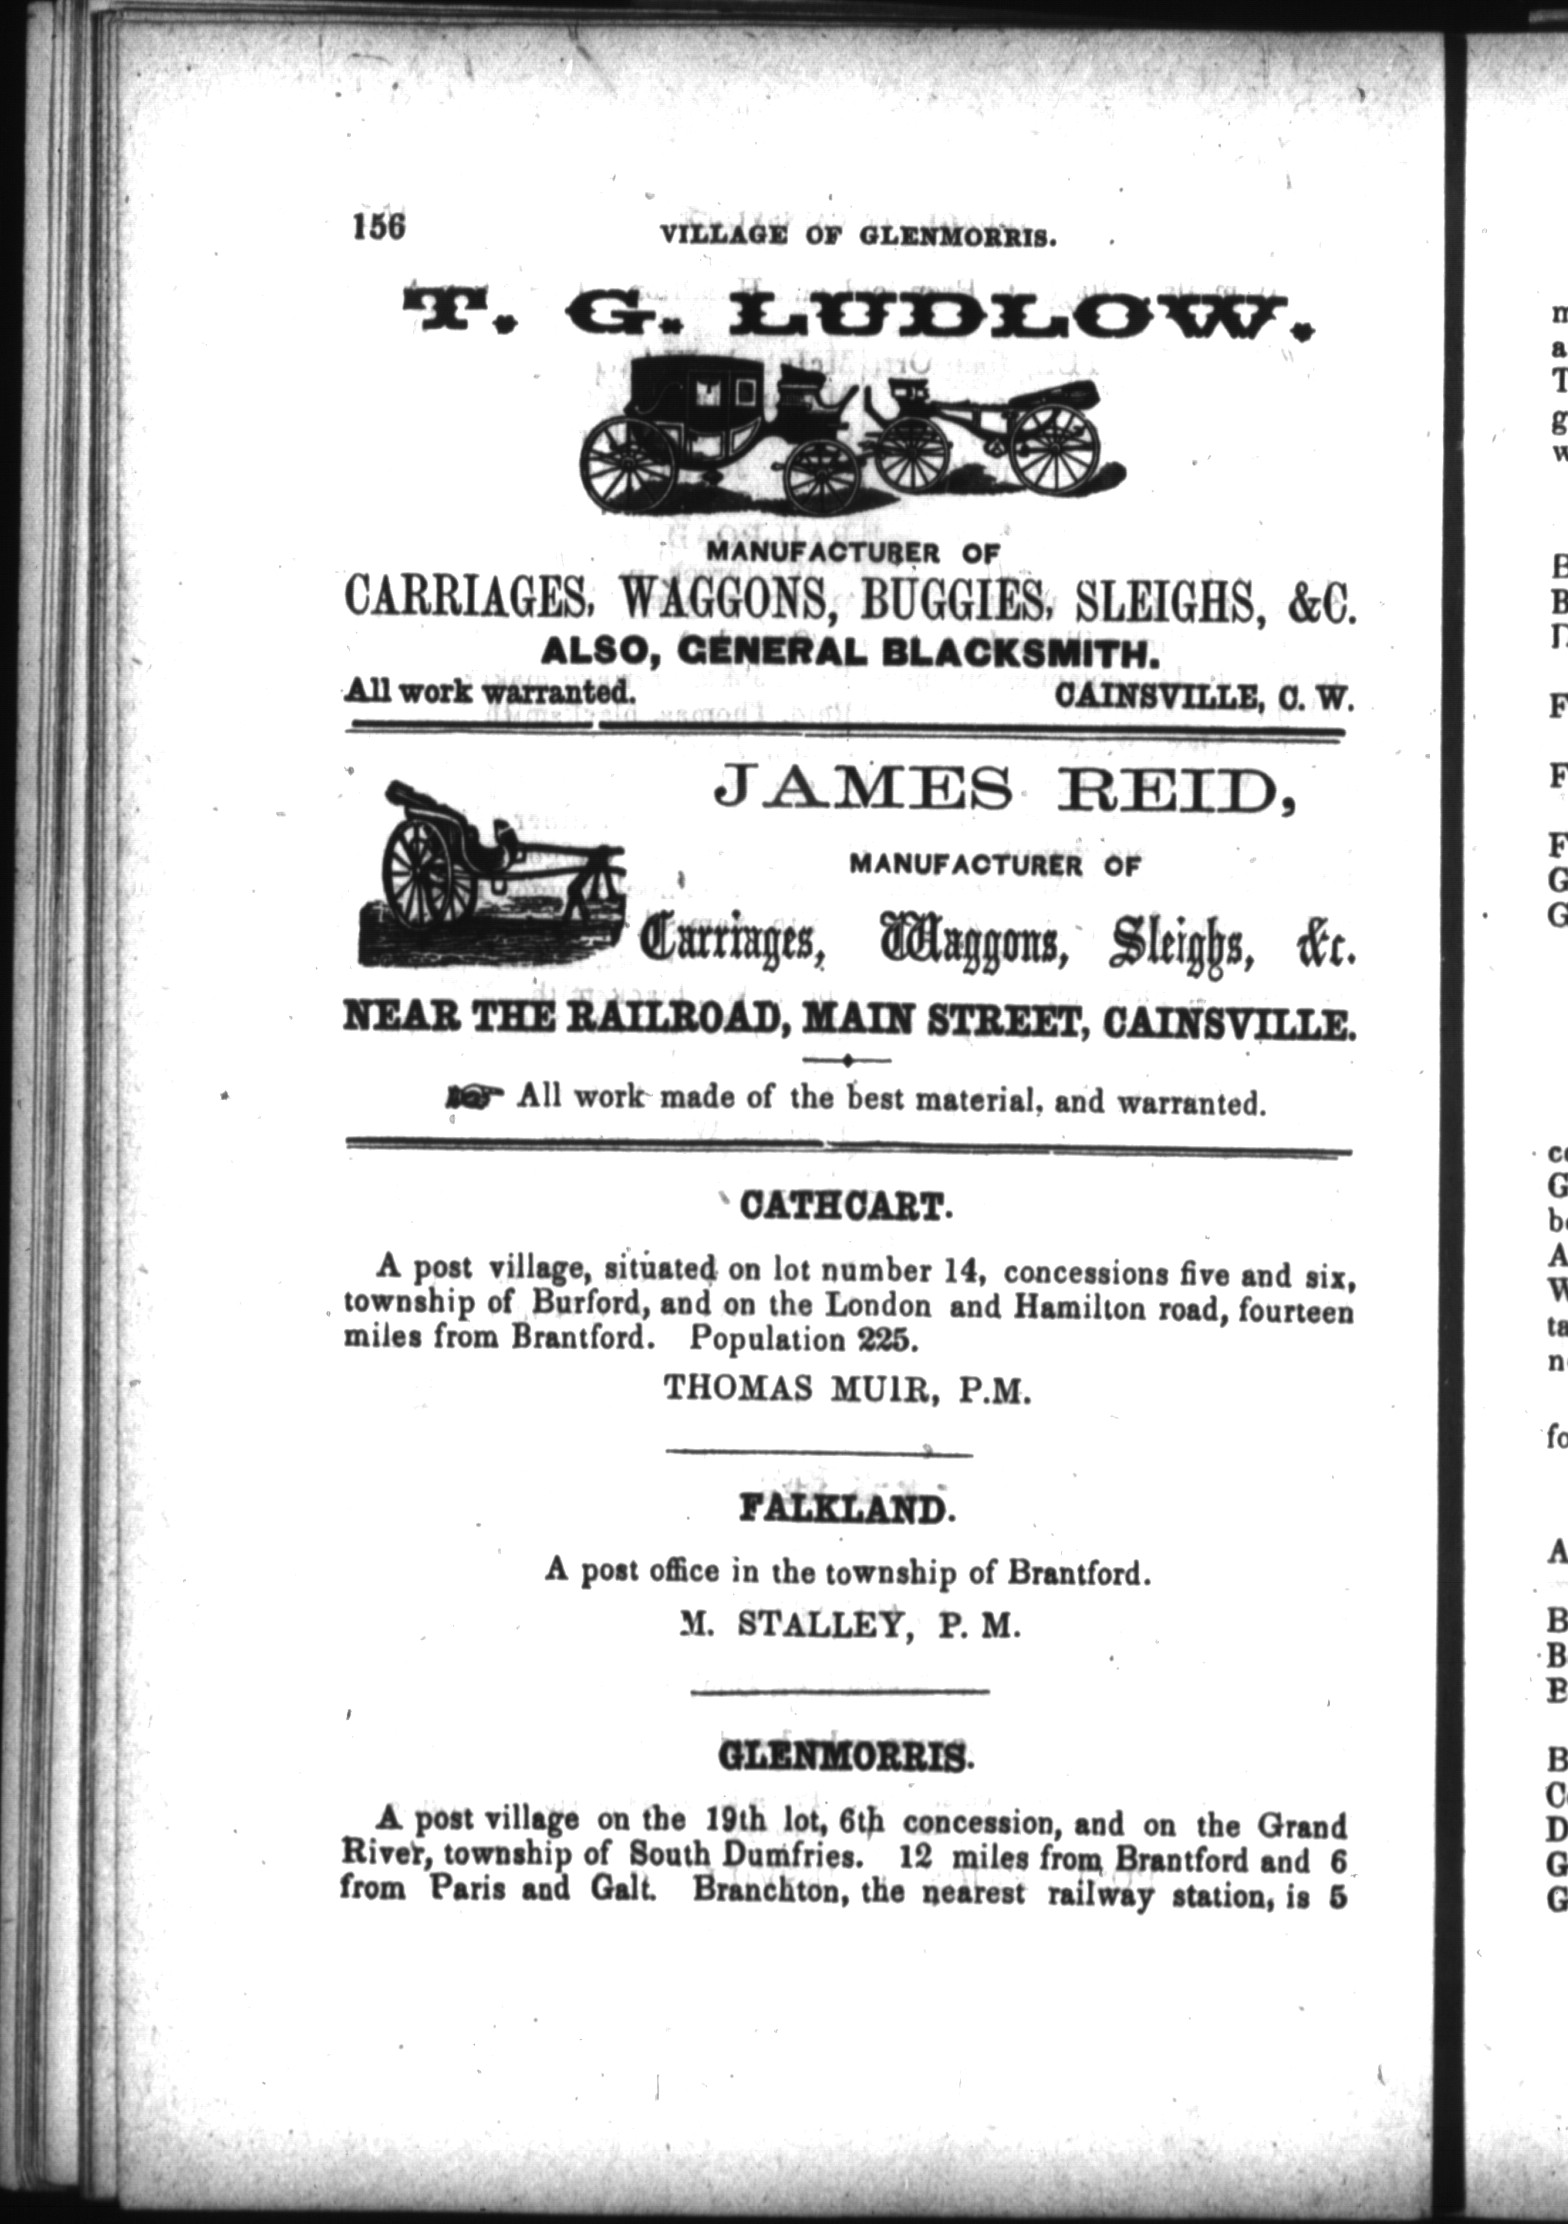 156
VILLAGE OF GLENMORRIS.
T. G. LUDLOW.
MANUFACTURER OF
CARRIAGES, WAGGONS, BUGGIES, SLEIGHS, &C.
ALSO, GENERAL BLACKSMITH.
All work warranted. CAINSVILLE, C. W.
JAMES REID,
MANUFACTURER OF
Carriages, Waggons, Sleighs, &c.
NEAR THE RAILROAD, MAIN STREET, CAINSVILLE.
☞ All work made of the best material, and warranted.
CATHCART.
A post village, situated on lot number 14, concessions five and six,
township of Burford, and on the London and Hamilton road, fourteen
miles from Brantford. Population 225.
THOMAS MUIR, P.M.
FALKLAND.
A post office in the township of Brantford.
M. STALLEY, P. M.
GLENMORRIS.
A post village on the 19th lot, 6th concession, and on the Grand
River, township of South Dumfries. 12 miles from Brantford and 6
from Paris and Galt. Branchton, the nearest railway station, is 5